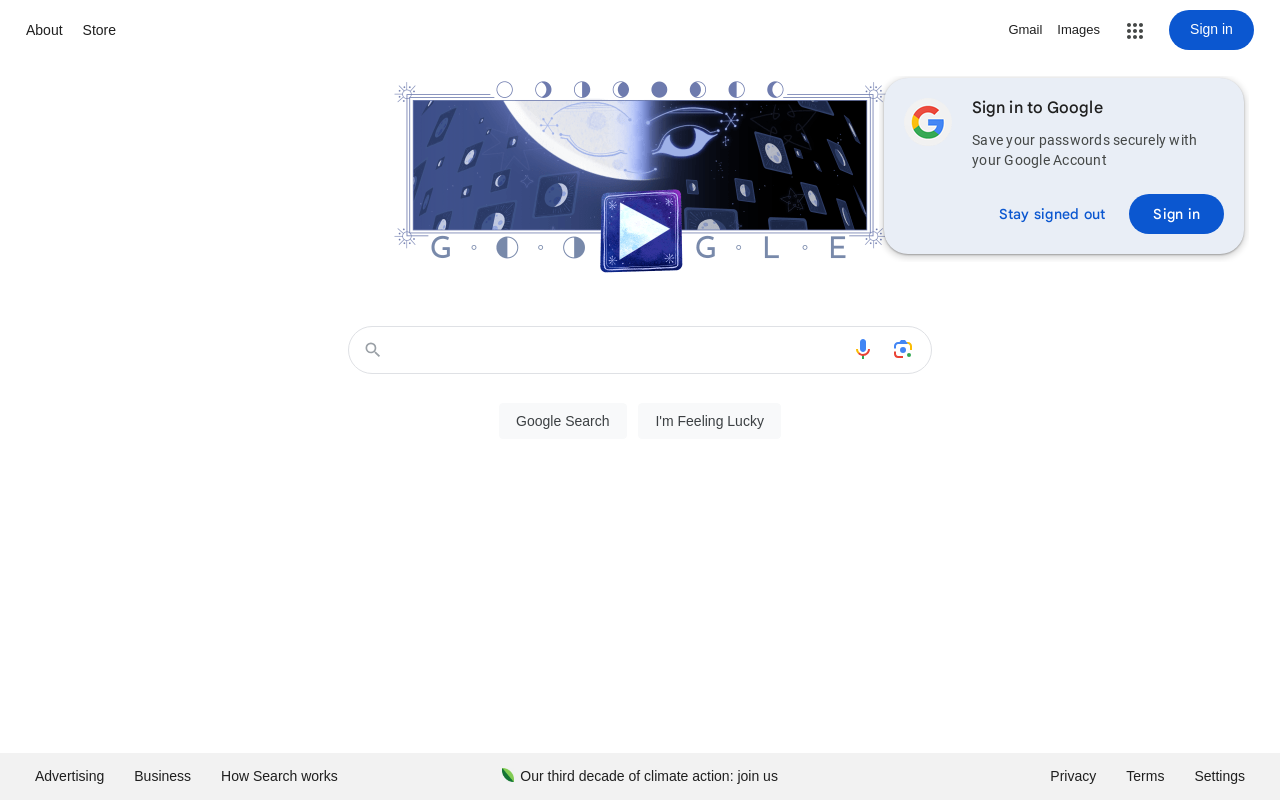 About Store
Gmail Images
Sign in
G L E
Sign in to Google
Save your passwords securely with
your Google Account
Stay signed out
Sign in
Google Search
I'm Feeling Lucky
Advertising Business How Search works
Our third decade of climate action: join us
Privacy Terms Settings